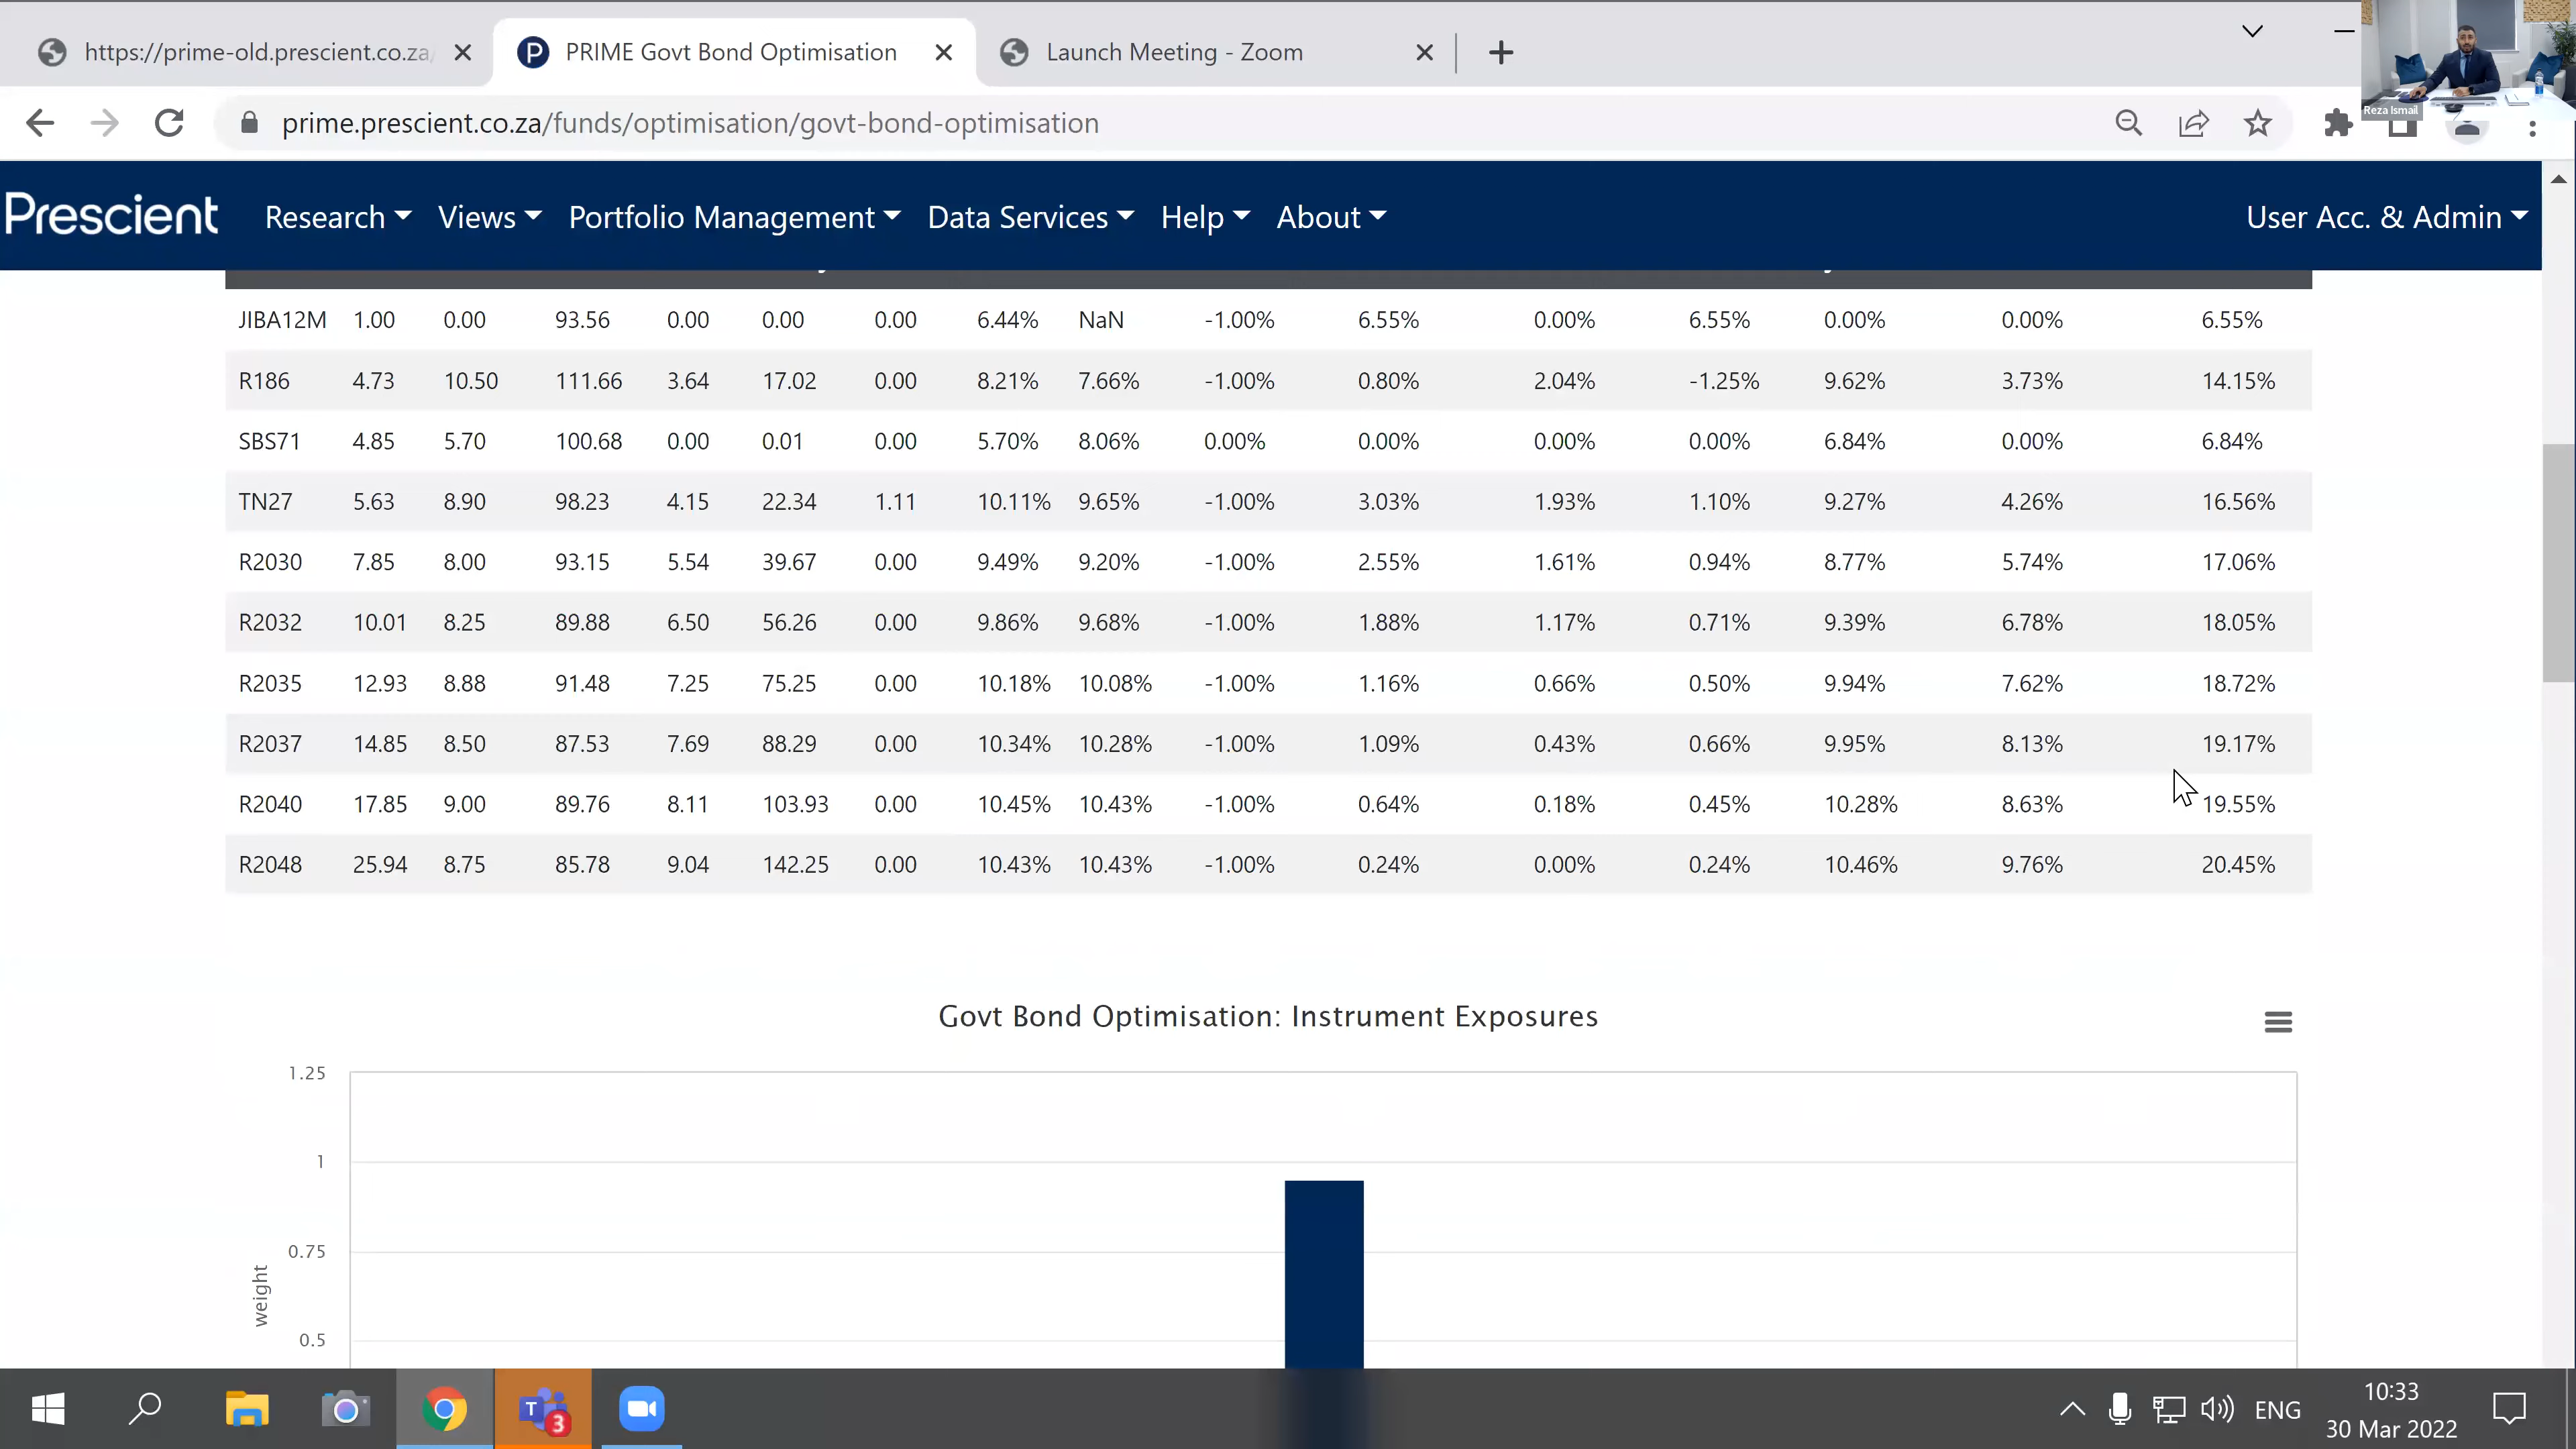 https://prime-old.prescient.co.za/
PRIME Govt Bond Optimisation
Launch Meeting - Zoom
prime.prescient.co.za/funds/optimisation/govt-bond-optimisation
Reza Ismail
Prescient Research Views Portfolio Management Data Services Help About User Acc. & Admin
JIBA12M 1.00 0.00 93.56 0.00 0.00 0.00 6.44% NaN -1.00% 6.55% 0.00% 6.55% 0.00% 0.00% 6.55%
R186 4.73 10.50 111.66 3.64 17.02 0.00 8.21% 7.66% -1.00% 0.80% 2.04% -1.25% 9.62% 3.73% 14.15%
SBS71 4.85 5.70 100.68 0.00 0.01 0.00 5.70% 8.06% 0.00% 0.00% 0.00% 0.00% 6.84% 0.00% 6.84%
TN27 5.63 8.90 98.23 4.15 22.34 1.11 10.11% 9.65% -1.00% 3.03% 1.93% 1.10% 9.27% 4.26% 16.56%
R2030 7.85 8.00 93.15 5.54 39.67 0.00 9.49% 9.20% -1.00% 2.55% 1.61% 0.94% 8.77% 5.74% 17.06%
R2032 10.01 8.25 89.88 6.50 56.26 0.00 9.86% 9.68% -1.00% 1.88% 1.17% 0.71% 9.39% 6.78% 18.05%
R2035 12.93 8.88 91.48 7.25 75.25 0.00 10.18% 10.08% -1.00% 1.16% 0.66% 0.50% 9.94% 7.62% 18.72%
R2037 14.85 8.50 87.53 7.69 88.29 0.00 10.34% 10.28% -1.00% 1.09% 0.43% 0.66% 9.95% 8.13% 19.17%
R2040 17.85 9.00 89.76 8.11 103.93 0.00 10.45% 10.43% -1.00% 0.64% 0.18% 0.45% 10.28% 8.63% 19.55%
R2048 25.94 8.75 85.78 9.04 142.25 0.00 10.43% 10.43% -1.00% 0.24% 0.00% 0.24% 10.46% 9.76% 20.45%
Govt Bond Optimisation: Instrument Exposures
1.25
1
0.75
weight
0.5
3
ENG
10:33
30 Mar 2022